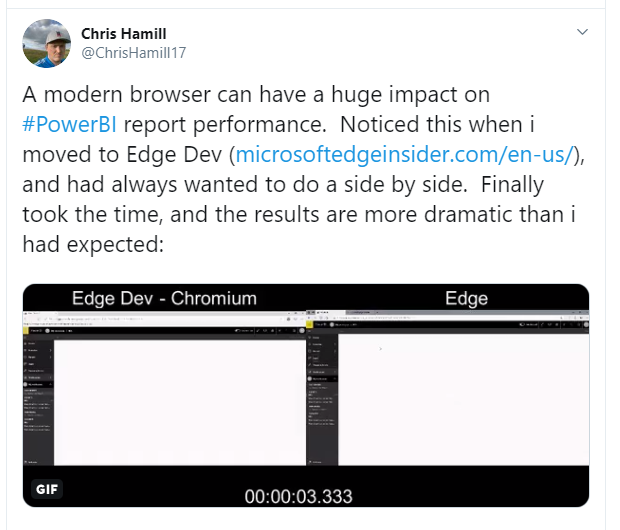 Chris Hamill
@ChrisHamill17
A modern browser can have a huge impact on
#PowerBI report performance.  Noticed this when i
moved to Edge Dev (microsoftedgeinsider.com/en-us/),
and had always wanted to do a side by side.  Finally
took the time, and the results are more dramatic than i
had expected:
Edge Dev - Chromium
Edge
GIF
00:00:03.333